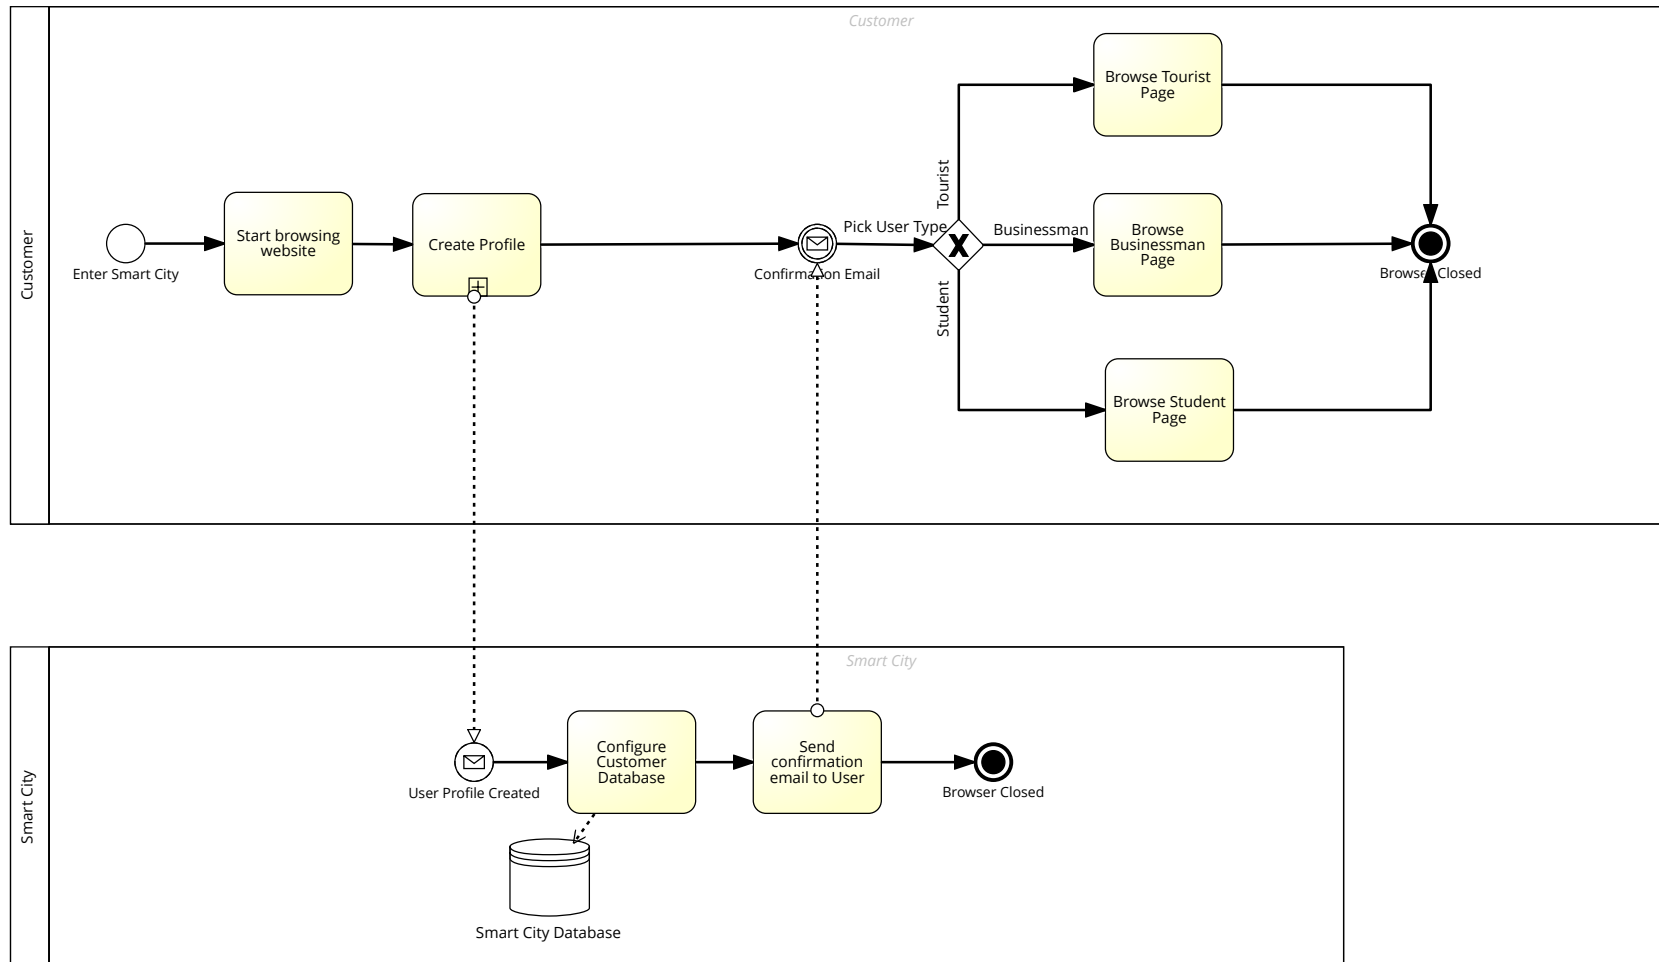 Customer
Customer
Browse Tourist
Page
Tourist
Start browsing
website
Create Profile
Pick User Type
Businessman
Browse
Businessman
Page
Enter Smart City
Confirmation Email
Browser Closed
Student
Browse Student
Page
Smart City
Smart City
Configure
Customer
Database
Send
confirmation
email to User
User Profile Created
Browser Closed
Smart City Database